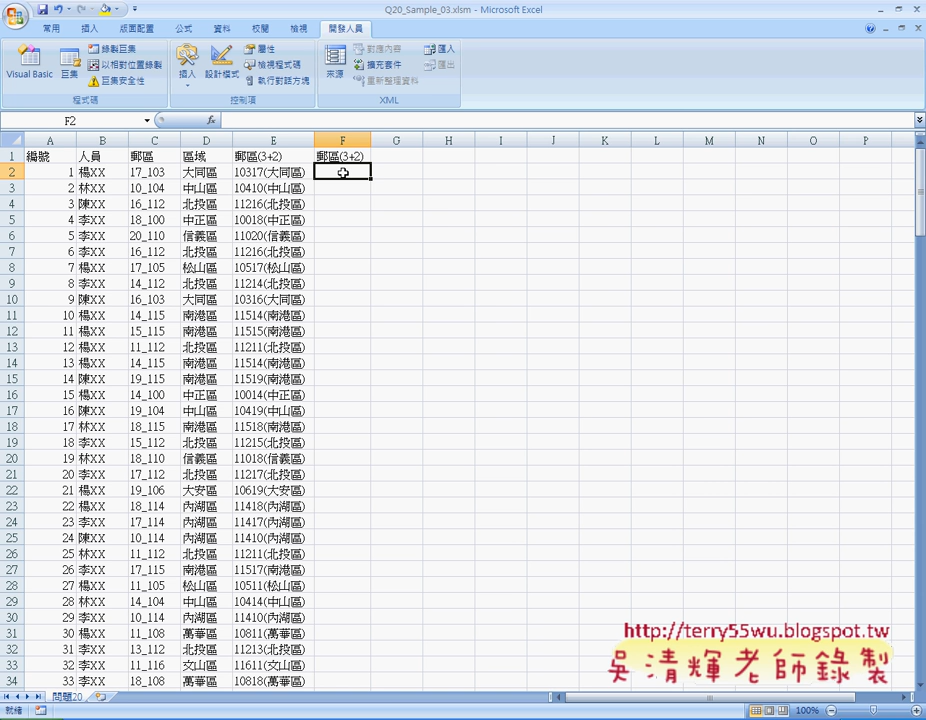 Q20_Sample_03.xlsm - Microsoft Excel
常用 插入 版面配置 公式 資料 校閱 檢視 開發人員
Visual Basic 巨集 錄製巨集 以相對位置錄製 巨集安全性 插入 設計模式 屬性 檢視程式碼 執行對話方塊 來源 對應內容 擴充套件 重新整理資料 匯入 匯出
程式碼 控制項 XML
F2 fx
A B C D E F G H I J K L M N O P
1 編號 人員 郵區 區域 郵區(3+2) 郵區(3+2)
2 1 楊XX 17_103 大同區 10317(大同區)
3 2 林XX 10_104 中山區 10410(中山區)
4 3 陳XX 16_112 北投區 11216(北投區)
5 4 李XX 18_100 中正區 10018(中正區)
6 5 李XX 20_110 信義區 11020(信義區)
7 6 李XX 16_112 北投區 11216(北投區)
8 7 楊XX 17_105 松山區 10517(松山區)
9 8 李XX 14_112 北投區 11214(北投區)
10 9 陳XX 16_103 大同區 10316(大同區)
11 10 楊XX 14_115 南港區 11514(南港區)
12 11 楊XX 15_115 南港區 11515(南港區)
13 12 楊XX 11_112 北投區 11211(北投區)
14 13 楊XX 14_115 南港區 11514(南港區)
15 14 陳XX 19_115 南港區 11519(南港區)
16 15 楊XX 14_100 中正區 10014(中正區)
17 16 陳XX 19_104 中山區 10419(中山區)
18 17 林XX 18_115 南港區 11518(南港區)
19 18 李XX 15_112 北投區 11215(北投區)
20 19 林XX 18_110 信義區 11018(信義區)
21 20 李XX 17_112 北投區 11217(北投區)
22 21 楊XX 19_106 大安區 10619(大安區)
23 22 楊XX 18_114 內湖區 11418(內湖區)
24 23 李XX 17_114 內湖區 11417(內湖區)
25 24 陳XX 10_114 內湖區 11410(內湖區)
26 25 林XX 11_112 北投區 11211(北投區)
27 26 李XX 17_115 南港區 11517(南港區)
28 27 楊XX 11_105 松山區 10511(松山區)
29 28 林XX 14_104 中山區 10414(中山區)
30 29 李XX 10_114 內湖區 11410(內湖區)
31 30 楊XX 11_108 萬華區 10811(萬華區)
32 31 李XX 13_112 北投區 11213(北投區)
33 32 李XX 11_116 文山區 11611(文山區)
34 33 李XX 18_108 萬華區 10818(萬華區)
http://terry55wu.blogspot.tw
吳清輝老師錄製
問題20
就緒 100%